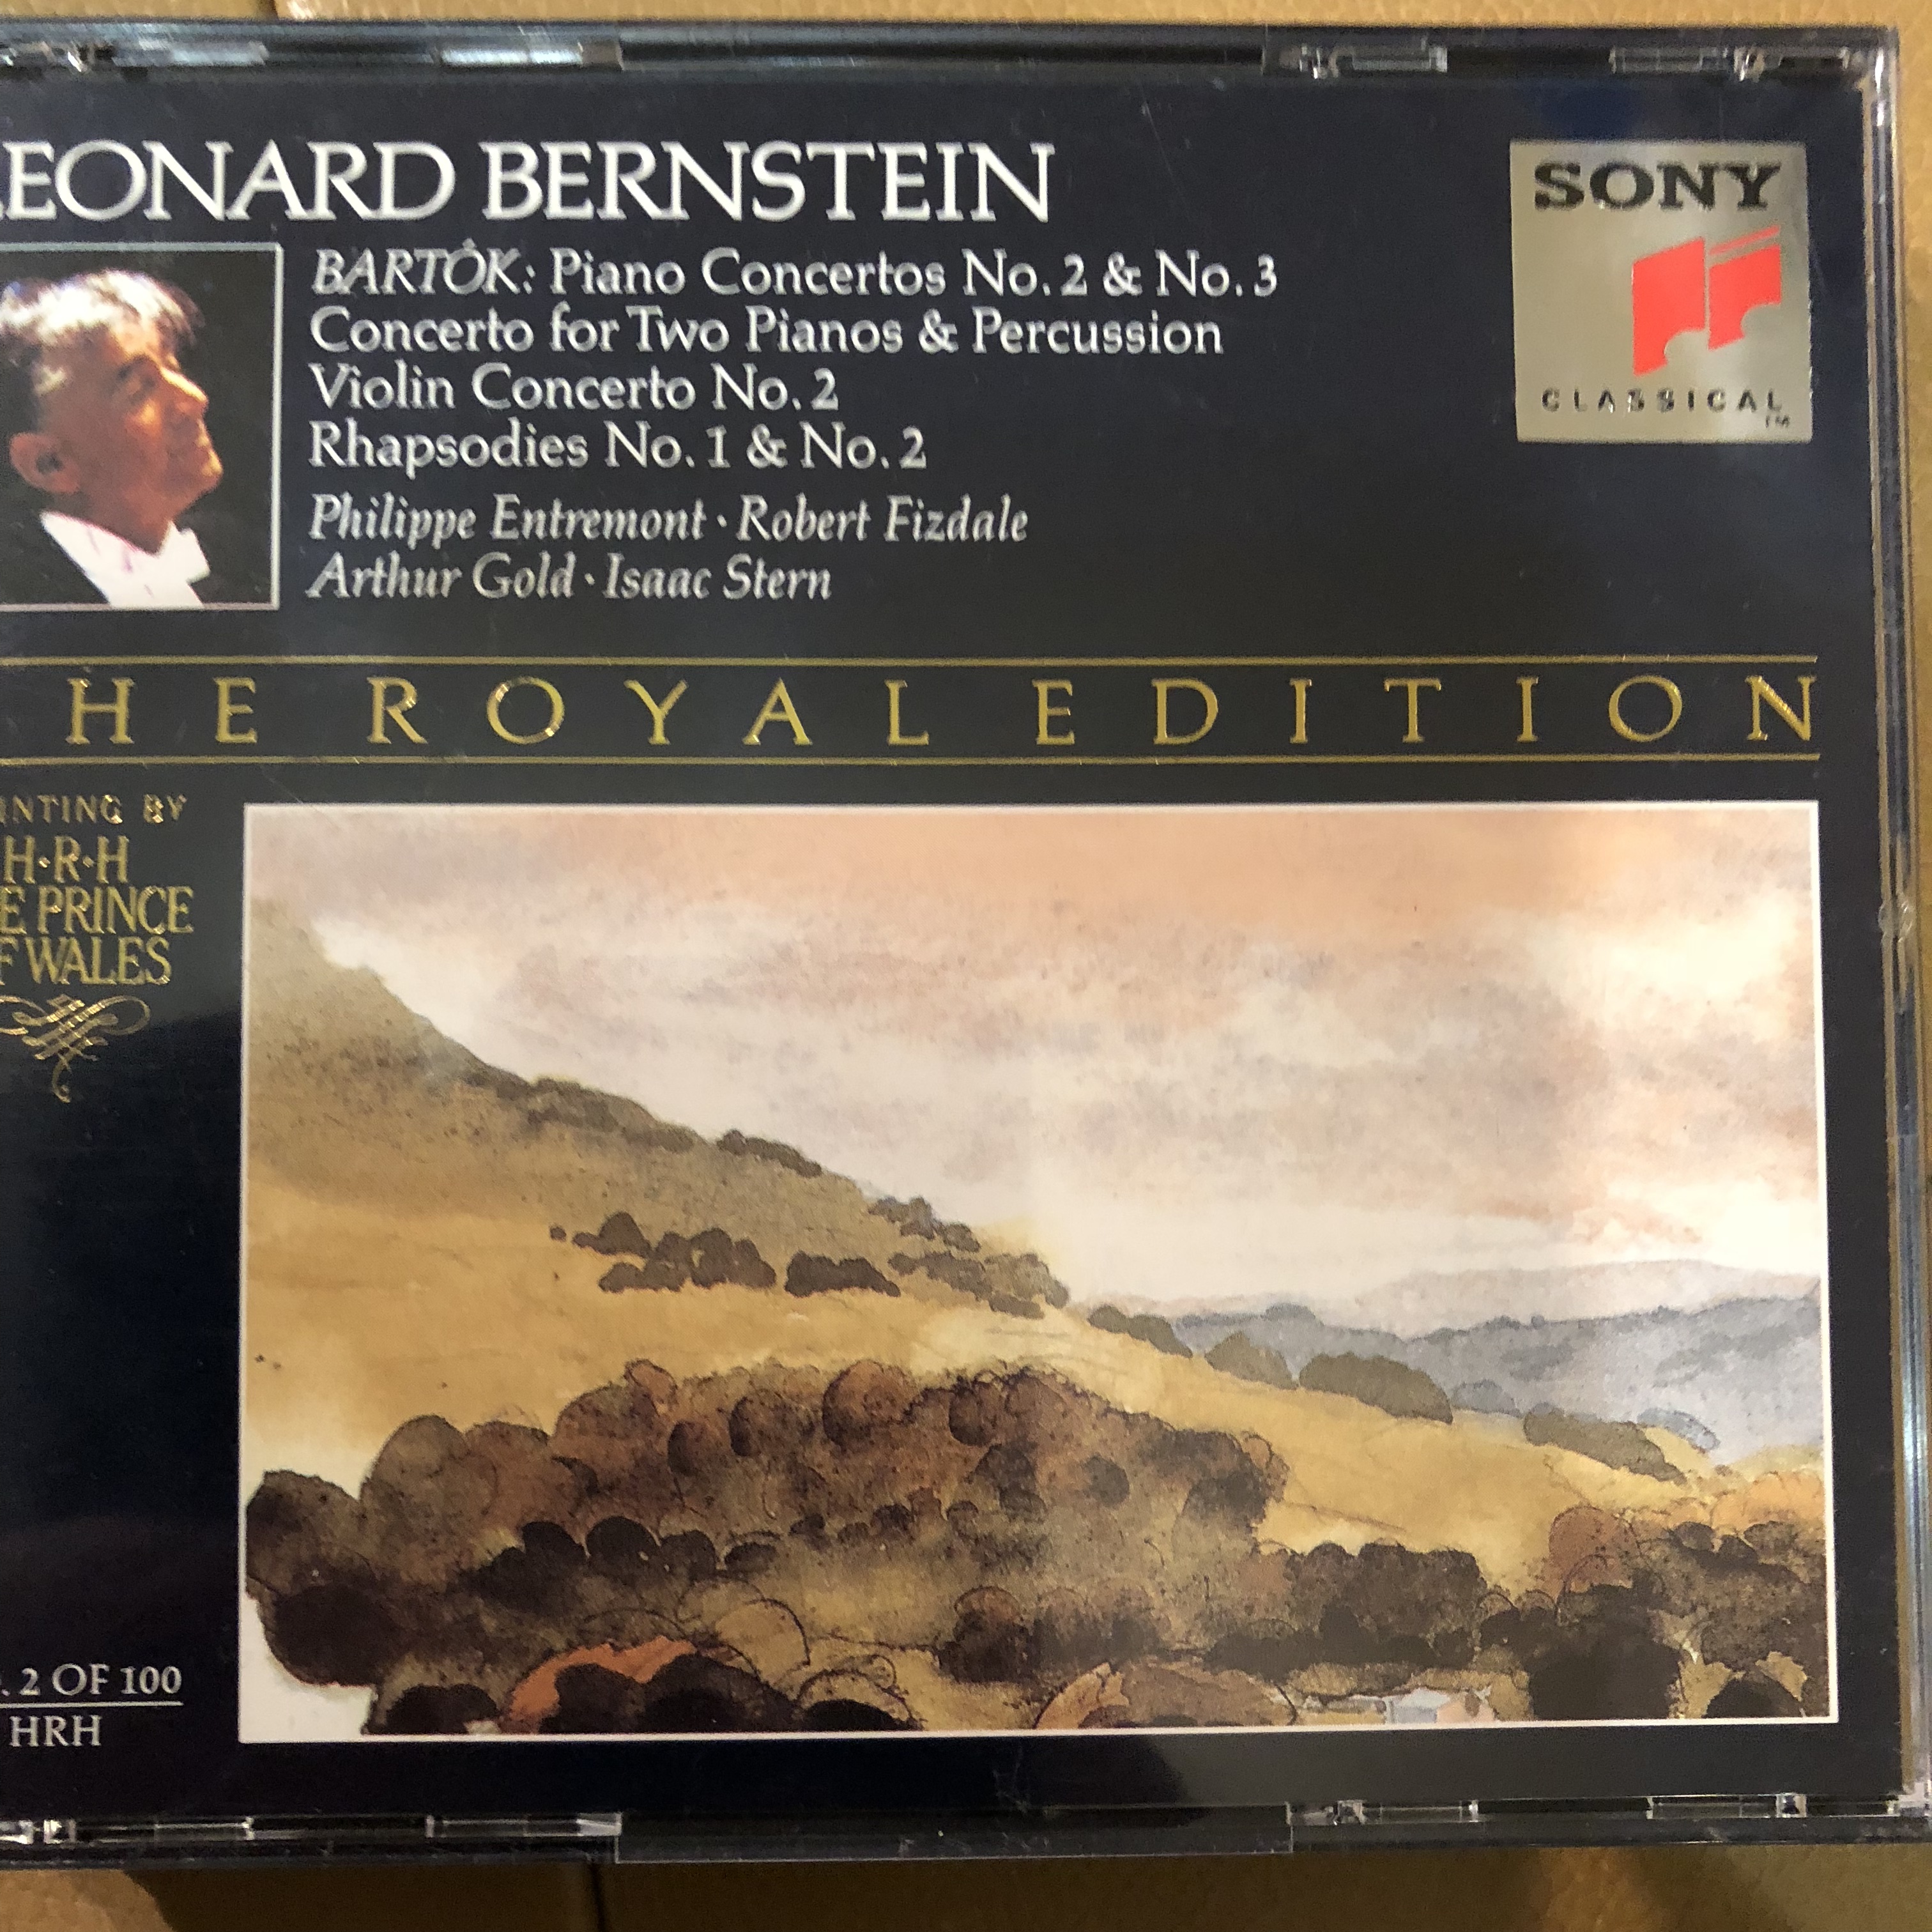 LEONARD BERNSTEIN
BARTÓK: Piano Concertos No. 2 & No. 3
Concerto for Two Pianos & Percussion
Violin Concerto No. 2
Rhapsodies No. 1 & No. 2
Philippe Entremont · Robert Fizdale
Arthur Gold · Isaac Stern
SONY
CLASSICAL
TM
HE ROYAL EDITION
INTING BY
H·R·H
E PRINCE
F WALES
. 2 OF 100
HRH